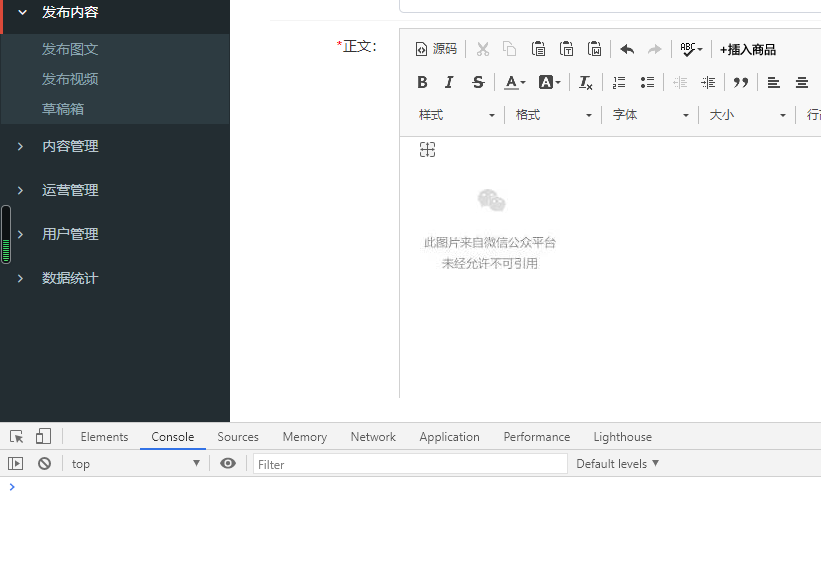 发布内容
发布图文
发布视频
草稿箱
内容管理
运营管理
用户管理
数据统计
*正文:
源码
ABC
+插入商品
B I S A A Tx
样式 格式 字体 大小
此图片来自微信公众平台
未经允许不可引用
Elements Console Sources Memory Network Application Performance Lighthouse
top Filter Default levels